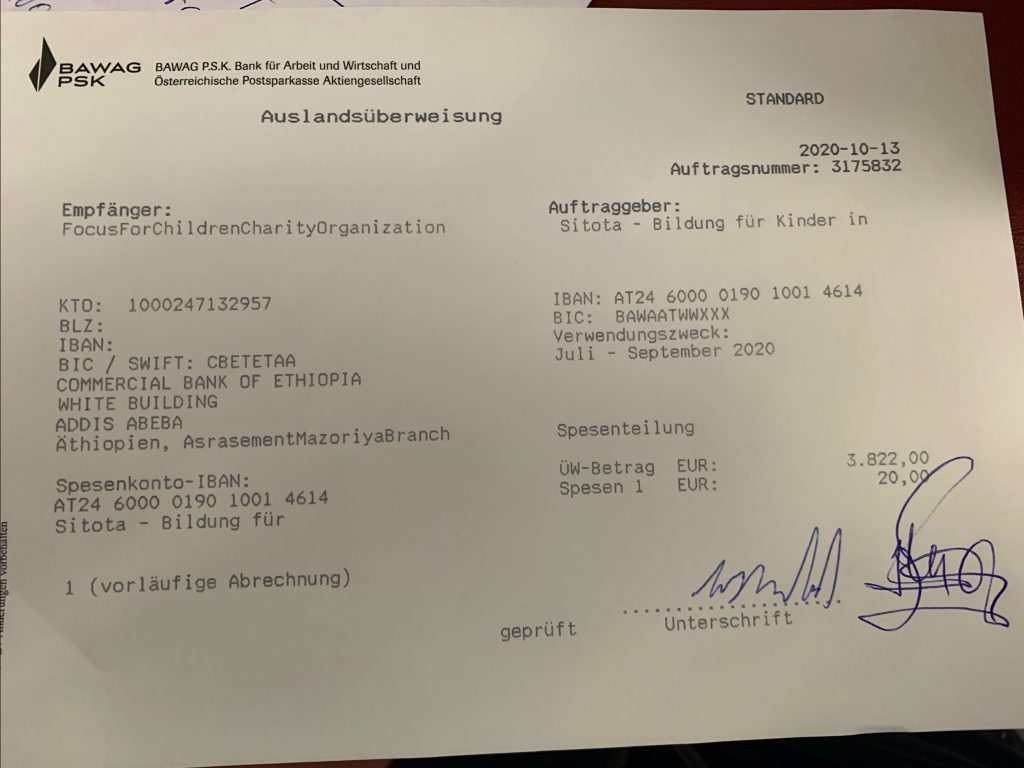 BAWAG
PSK
BAWAG P.S.K. Bank für Arbeit und Wirtschaft und
Österreichische Postsparkasse Aktiengesellschaft
Auslandsüberweisung
STANDARD
2020-10-13
Auftragsnummer: 3175832
Empfänger:
FocusForChildrenCharityOrganization
Auftraggeber:
Sitota - Bildung für Kinder in
KTO: 1000247132957
BLZ:
IBAN:
BIC / SWIFT: CBETETAA
COMMERCIAL BANK OF ETHIOPIA
WHITE BUILDING
ADDIS ABEBA
Äthiopien, AsrasementMazoriyaBranch
IBAN: AT24 6000 0190 1001 4614
BIC: BAWAATWWXXX
Verwendungszweck:
Juli - September 2020
Spesenteilung
ÜW-Betrag EUR: 3.822,00
Spesen 1 EUR: 20,00
Spesenkonto-IBAN:
AT24 6000 0190 1001 4614
Sitota - Bildung für
1 (vorläufige Abrechnung)
geprüft
Unterschrift
Änderungen vorbehalten